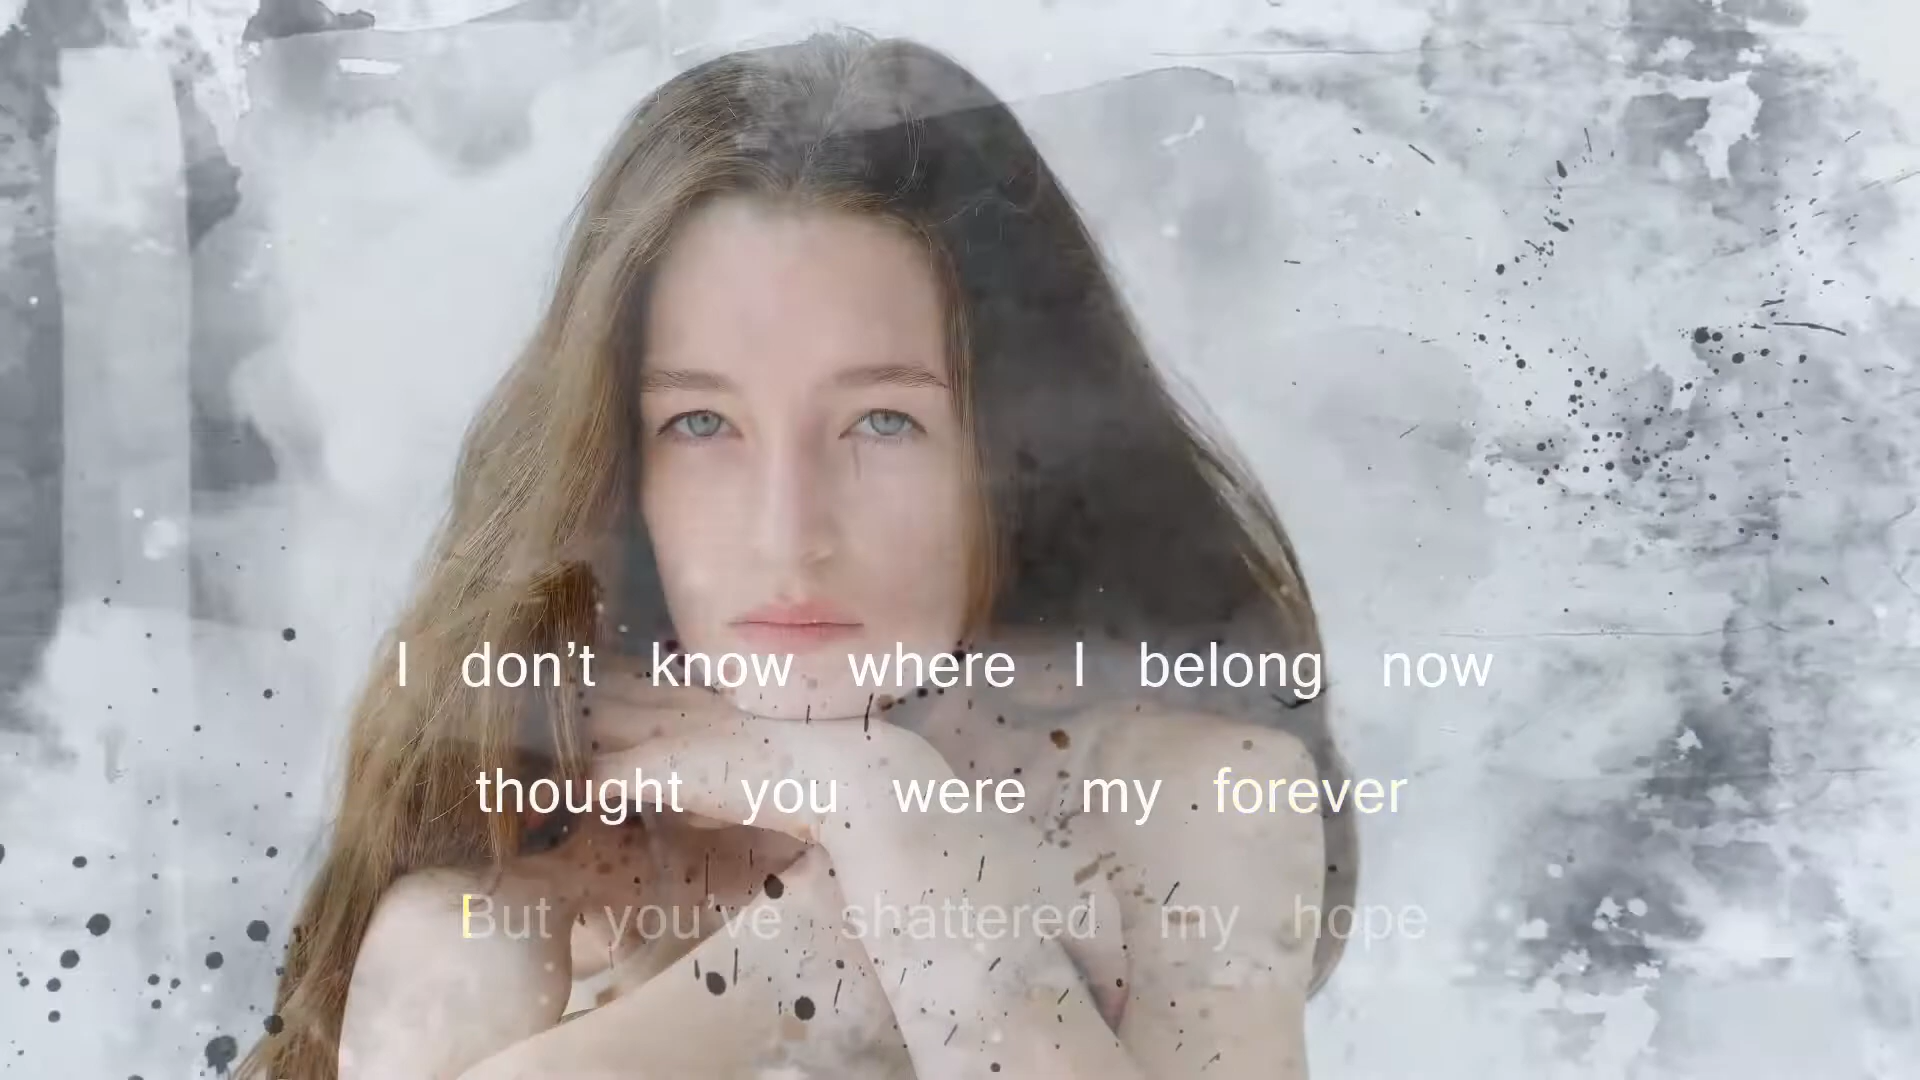 I don’t know where I belong now
thought you were my forever
But you’ve shattered my hope